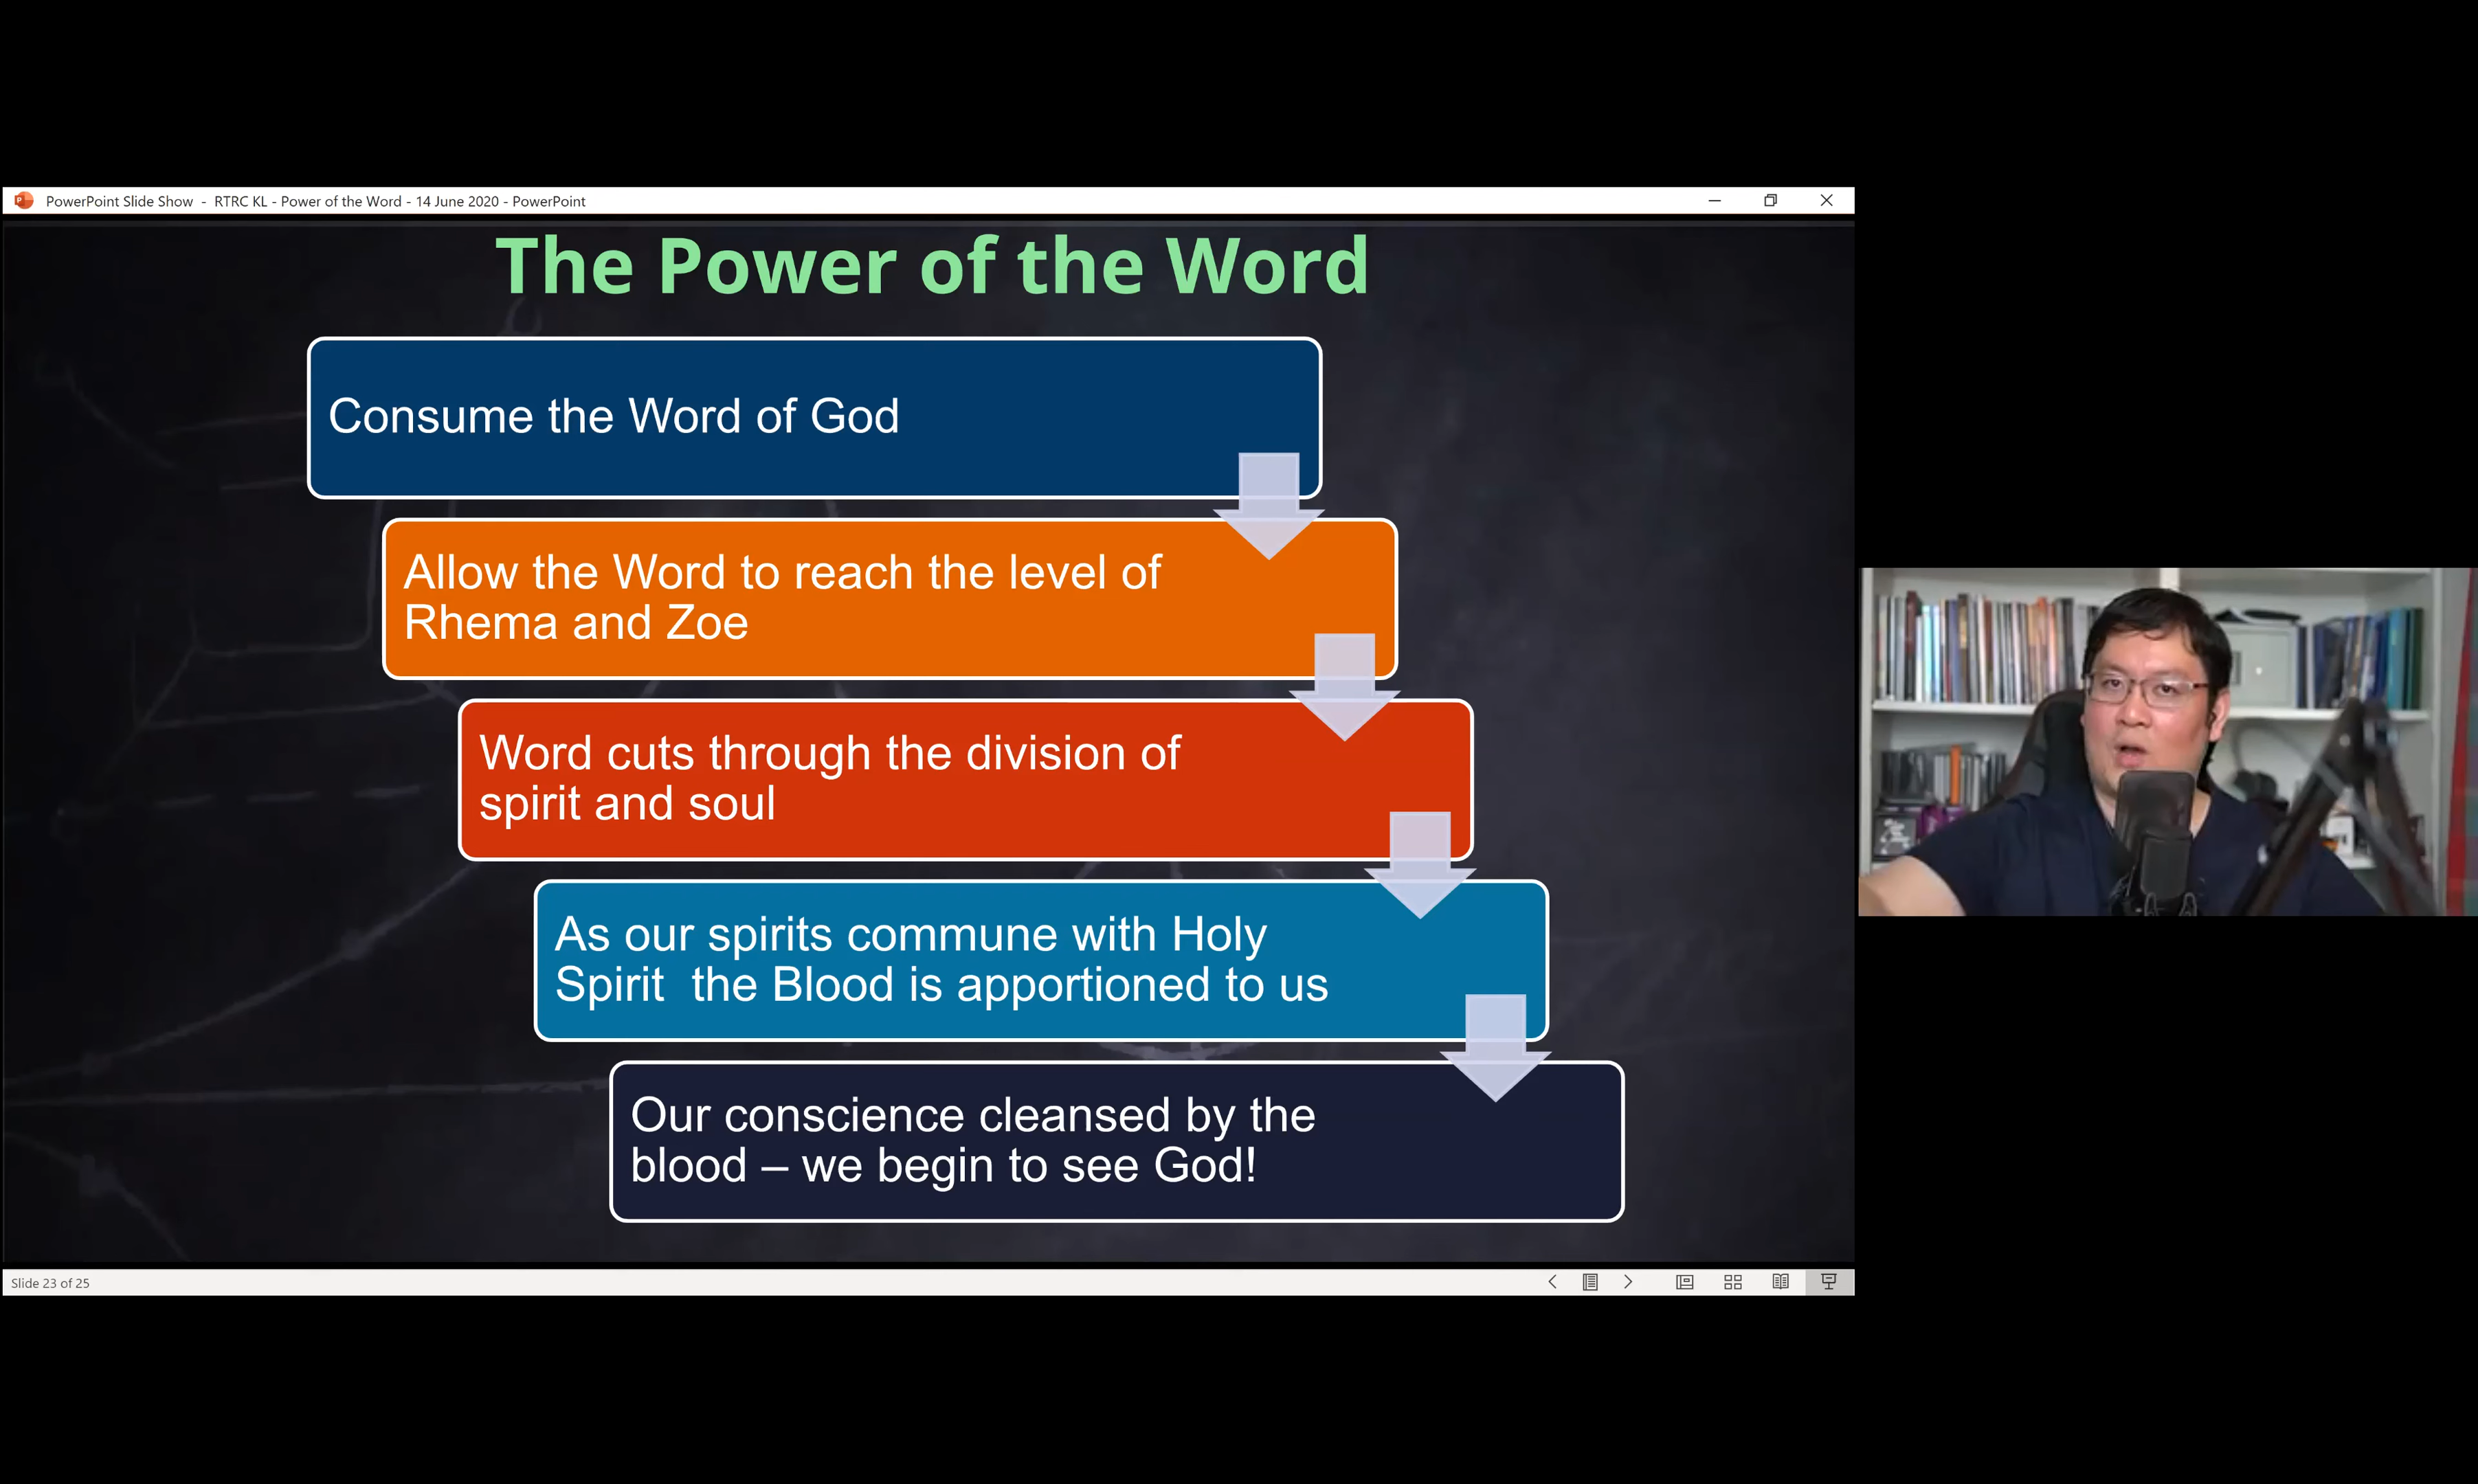 PowerPoint Slide Show - RTRC KL - Power of the Word - 14 June 2020 - PowerPoint
The Power of the Word
Consume the Word of God
Allow the Word to reach the level of
Rhema and Zoe
Word cuts through the division of
spirit and soul
As our spirits commune with Holy
Spirit  the Blood is apportioned to us
Our conscience cleansed by the
blood – we begin to see God!
Slide 23 of 25